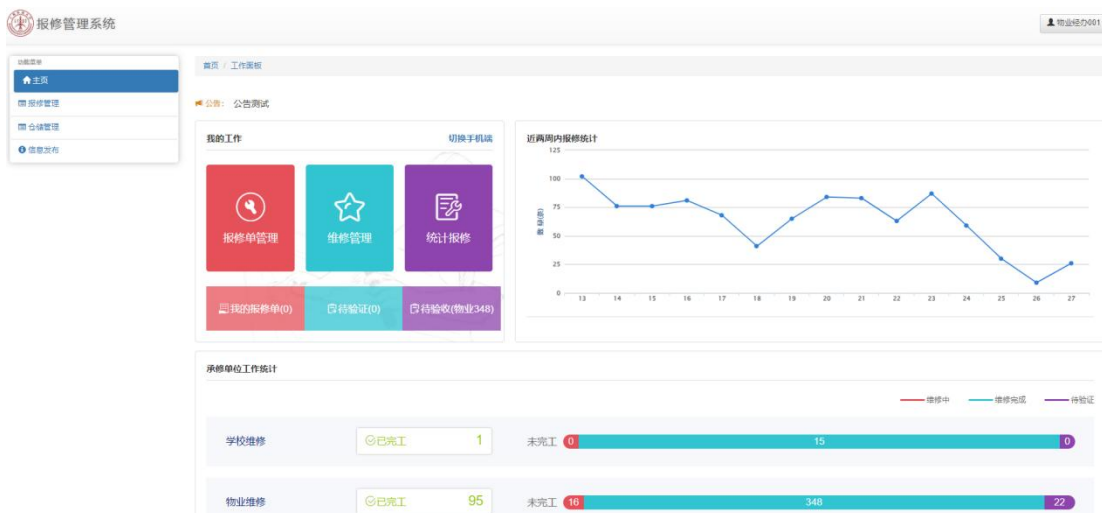 报修管理系统
物业经办001
功能菜单
主页
报修管理
仓储管理
信息发布
首页 / 工作面板
公告： 公告测试
我的工作 切换手机端
报修单管理 维修管理 统计报修
我的报修单(0) 待验证(0) 待验收(物业348)
近两周内报修统计
125
100
75
50
25
0
数量(条)
13 14 15 16 17 18 19 20 21 22 23 24 25 26 27
承修单位工作统计
维修中 维修完成 待验证
学校维修 已完工 1 未完工 0 15 0
物业维修 已完工 95 未完工 16 348 22